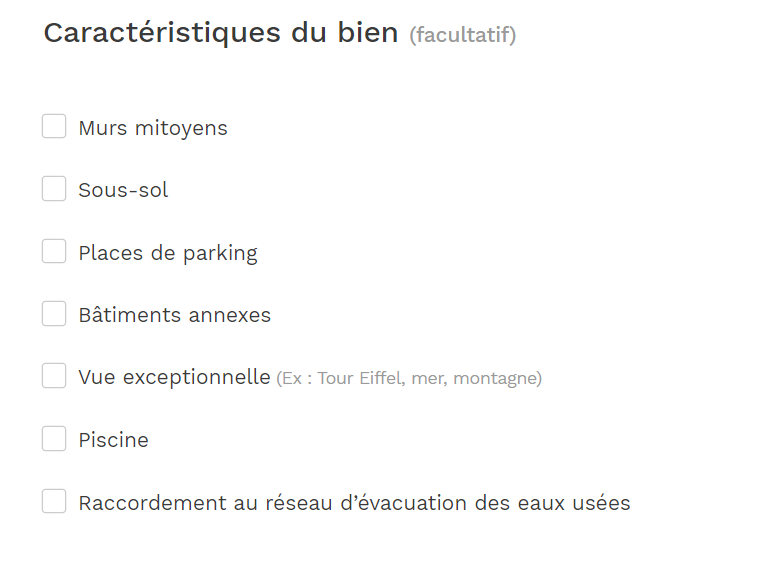 Caractéristiques du bien (facultatif)
Murs mitoyens
Sous-sol
Places de parking
Bâtiments annexes
Vue exceptionnelle (Ex : Tour Eiffel, mer, montagne)
Piscine
Raccordement au réseau d’évacuation des eaux usées